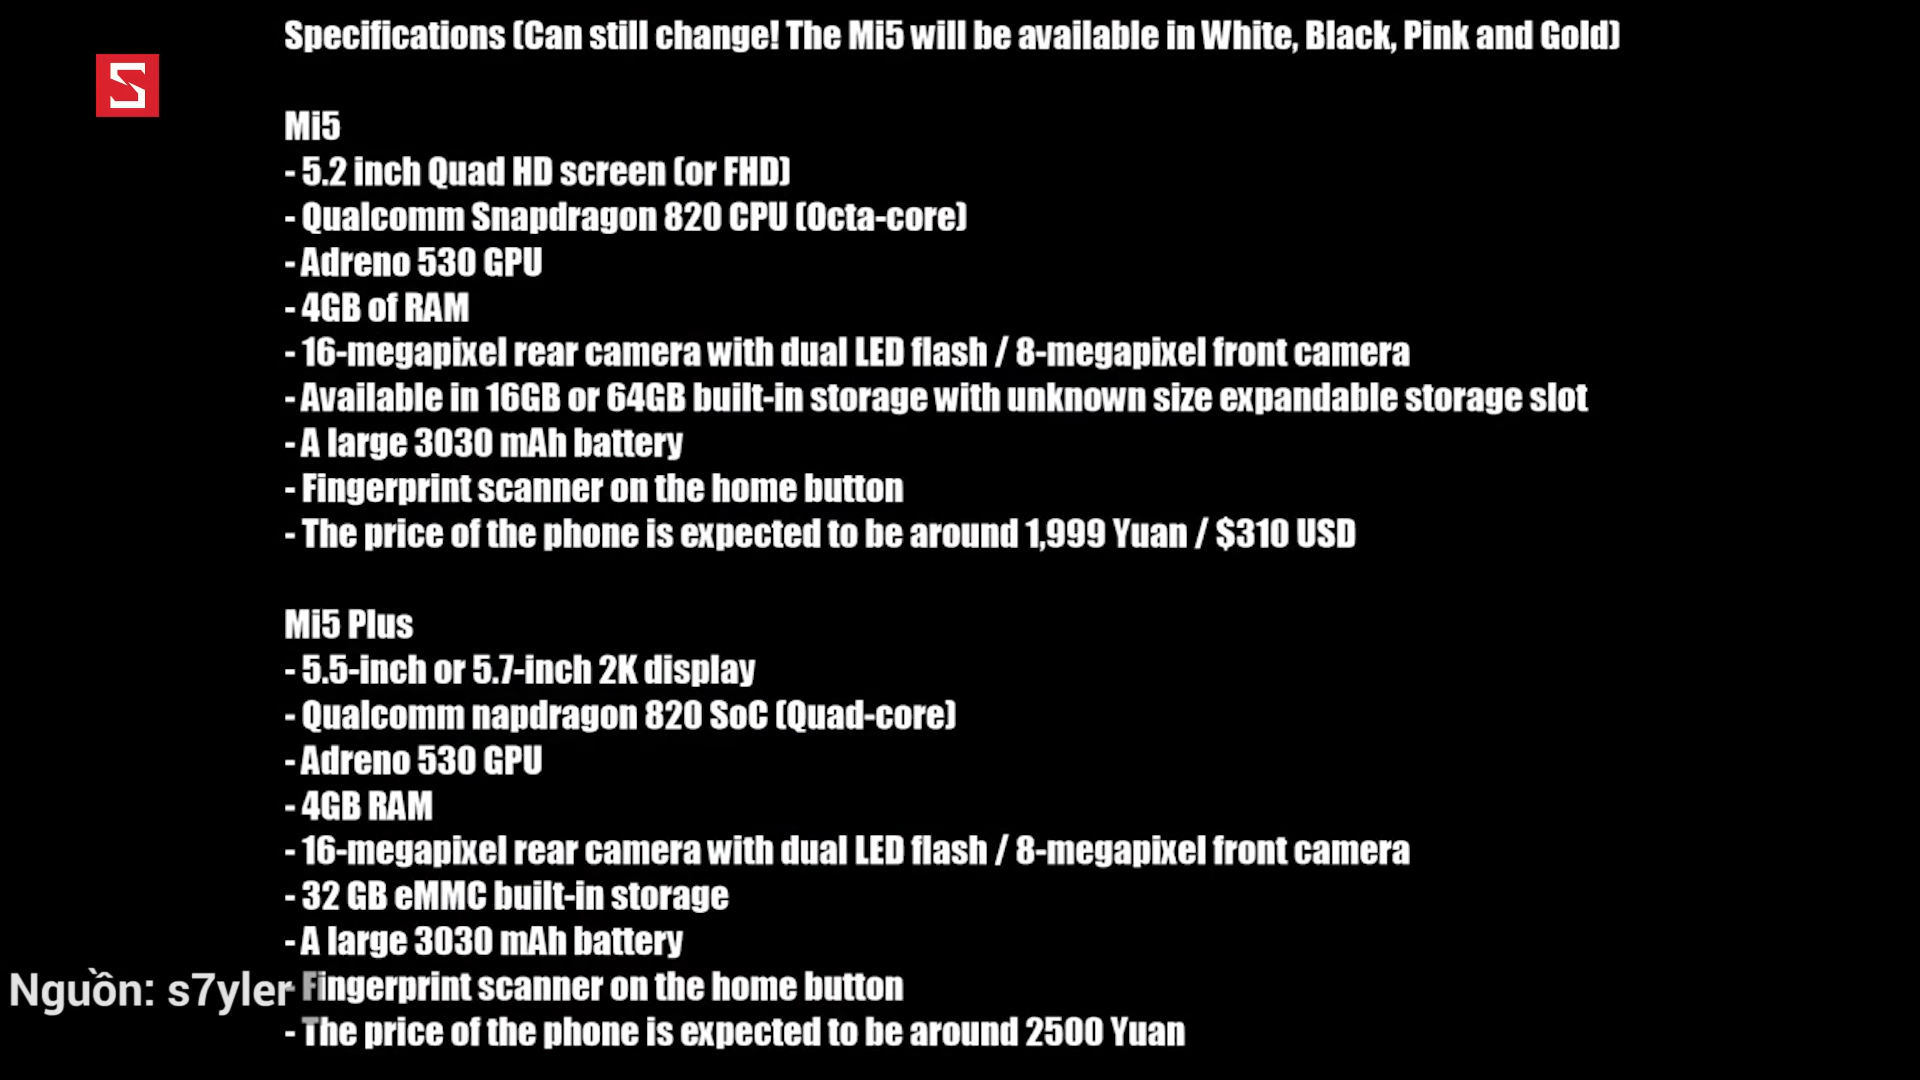 Specifications (Can still change! The Mi5 will be available in White, Black, Pink and Gold)
S
Mi5
- 5.2 inch Quad HD screen (or FHD)
- Qualcomm Snapdragon 820 CPU (Octa-core)
- Adreno 530 GPU
- 4GB of RAM
- 16-megapixel rear camera with dual LED flash / 8-megapixel front camera
- Available in 16GB or 64GB built-in storage with unknown size expandable storage slot
- A large 3030 mAh battery
- Fingerprint scanner on the home button
- The price of the phone is expected to be around 1,999 Yuan / $310 USD
Mi5 Plus
- 5.5-inch or 5.7-inch 2K display
- Qualcomm napdragon 820 SoC (Quad-core)
- Adreno 530 GPU
- 4GB RAM
- 16-megapixel rear camera with dual LED flash / 8-megapixel front camera
- 32 GB eMMC built-in storage
- A large 3030 mAh battery
Nguồn: s7yler
- Fingerprint scanner on the home button
- The price of the phone is expected to be around 2500 Yuan